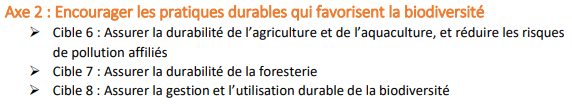 Axe 2 : Encourager les pratiques durables qui favorisent la biodiversité
➤ Cible 6 : Assurer la durabilité de l'agriculture et de l'aquaculture, et réduire les risques
de pollution affiliés
➤ Cible 7 : Assurer la durabilité de la foresterie
➤ Cible 8 : Assurer la gestion et l'utilisation durable de la biodiversité